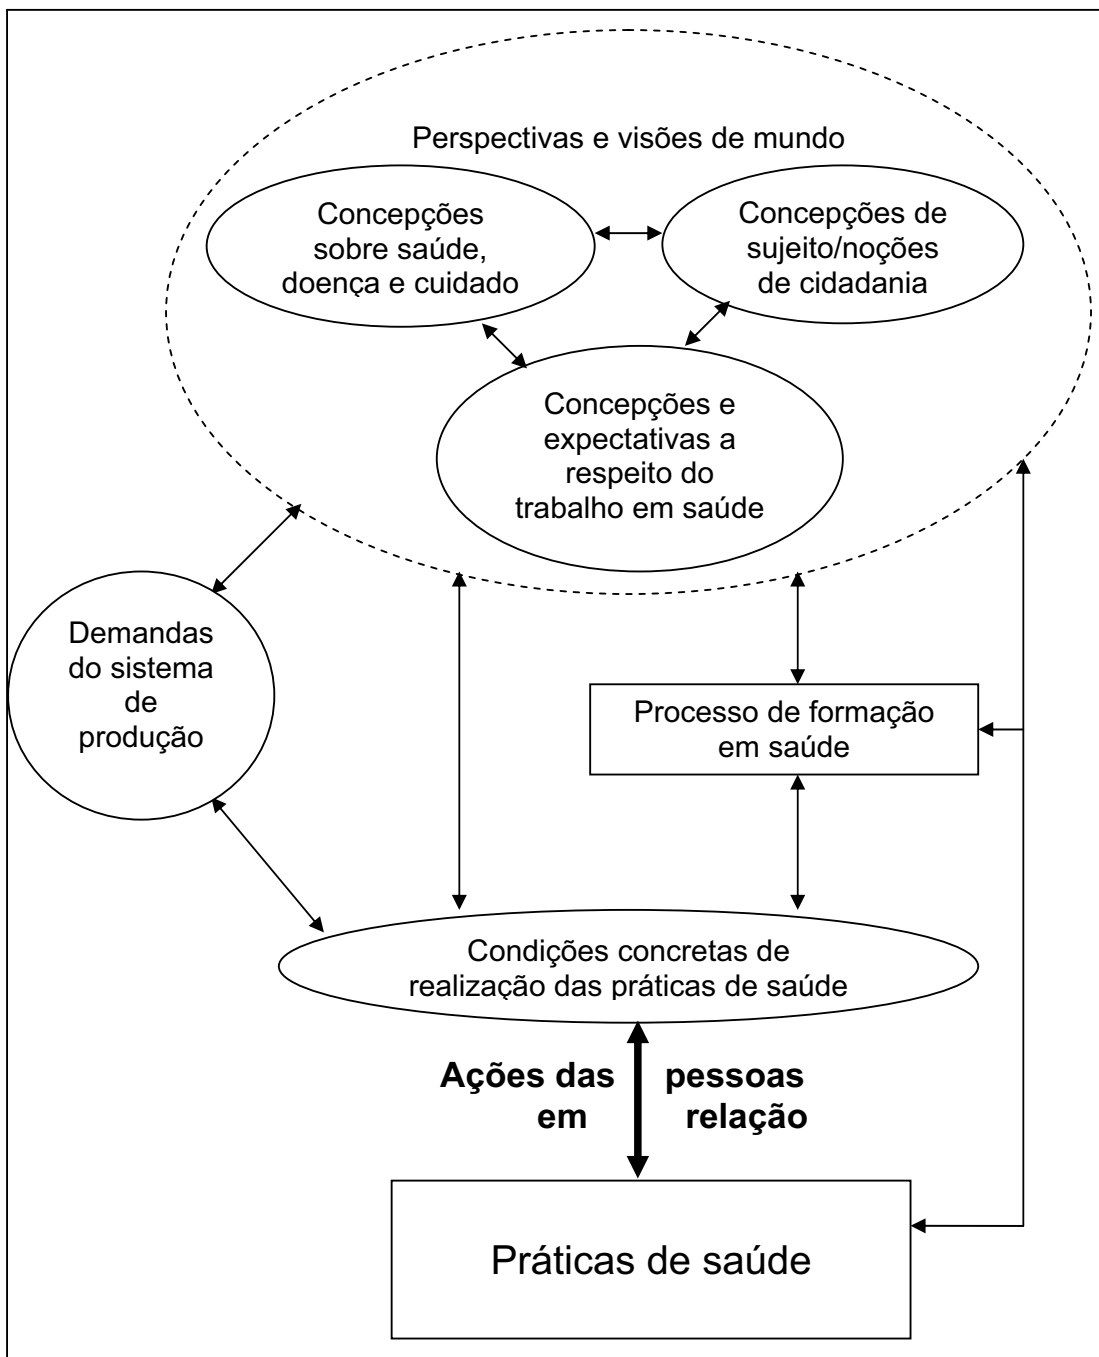 Perspectivas e visões de mundo
Concepções
sobre saúde,
doença e cuidado
Concepções de
sujeito/noções
de cidadania
Concepções e
expectativas a
respeito do
trabalho em saúde
Demandas
do sistema
de
produção
Processo de formação
em saúde
Condições concretas de
realização das práticas de saúde
Ações das pessoas
em relação
Práticas de saúde